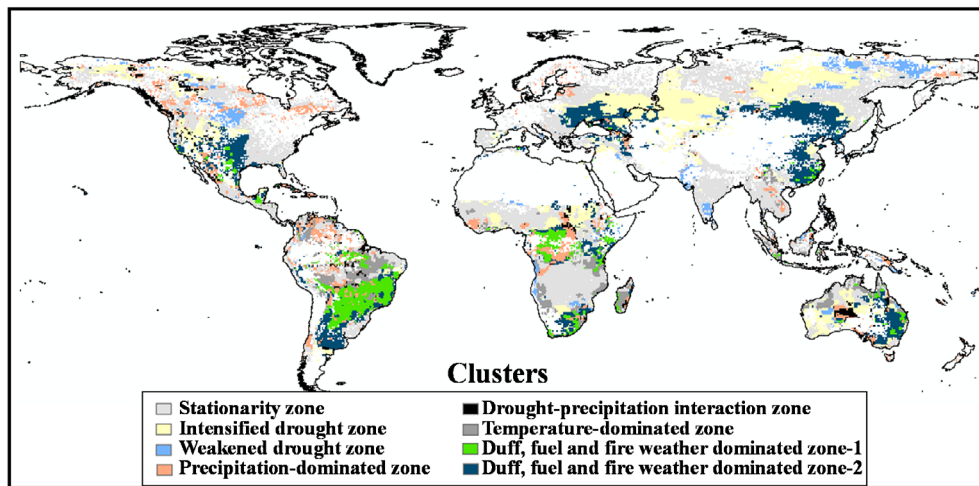 Clusters
Stationarity zone
Intensified drought zone
Weakened drought zone
Precipitation-dominated zone
Drought-precipitation interaction zone
Temperature-dominated zone
Duff, fuel and fire weather dominated zone-1
Duff, fuel and fire weather dominated zone-2